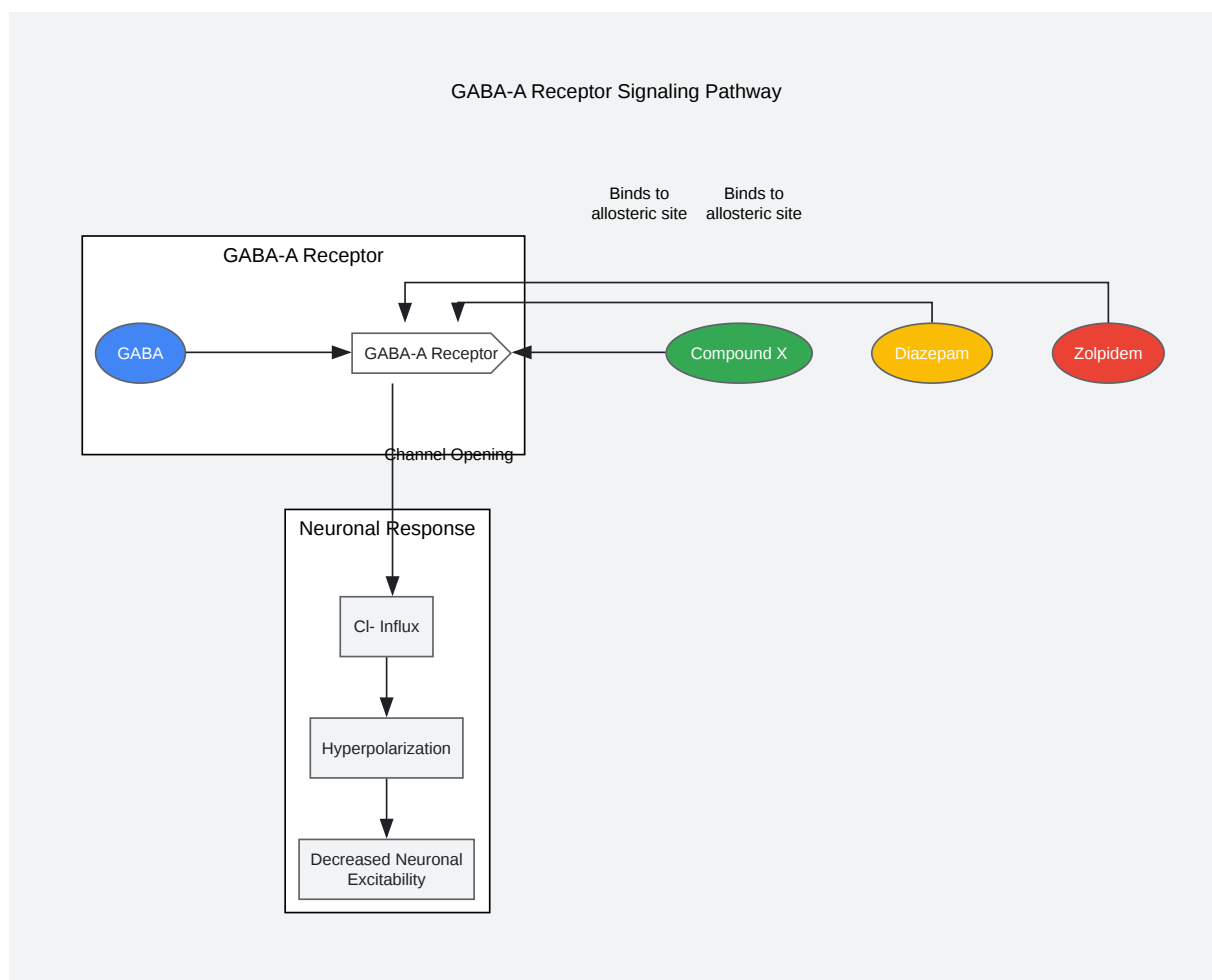 GABA-A Receptor Signaling Pathway
Binds to
allosteric site
Binds to
allosteric site
GABA-A Receptor
GABA
GABA-A Receptor
Compound X
Diazepam
Zolpidem
Channel Opening
Neuronal Response
Cl- Influx
Hyperpolarization
Decreased Neuronal
Excitability